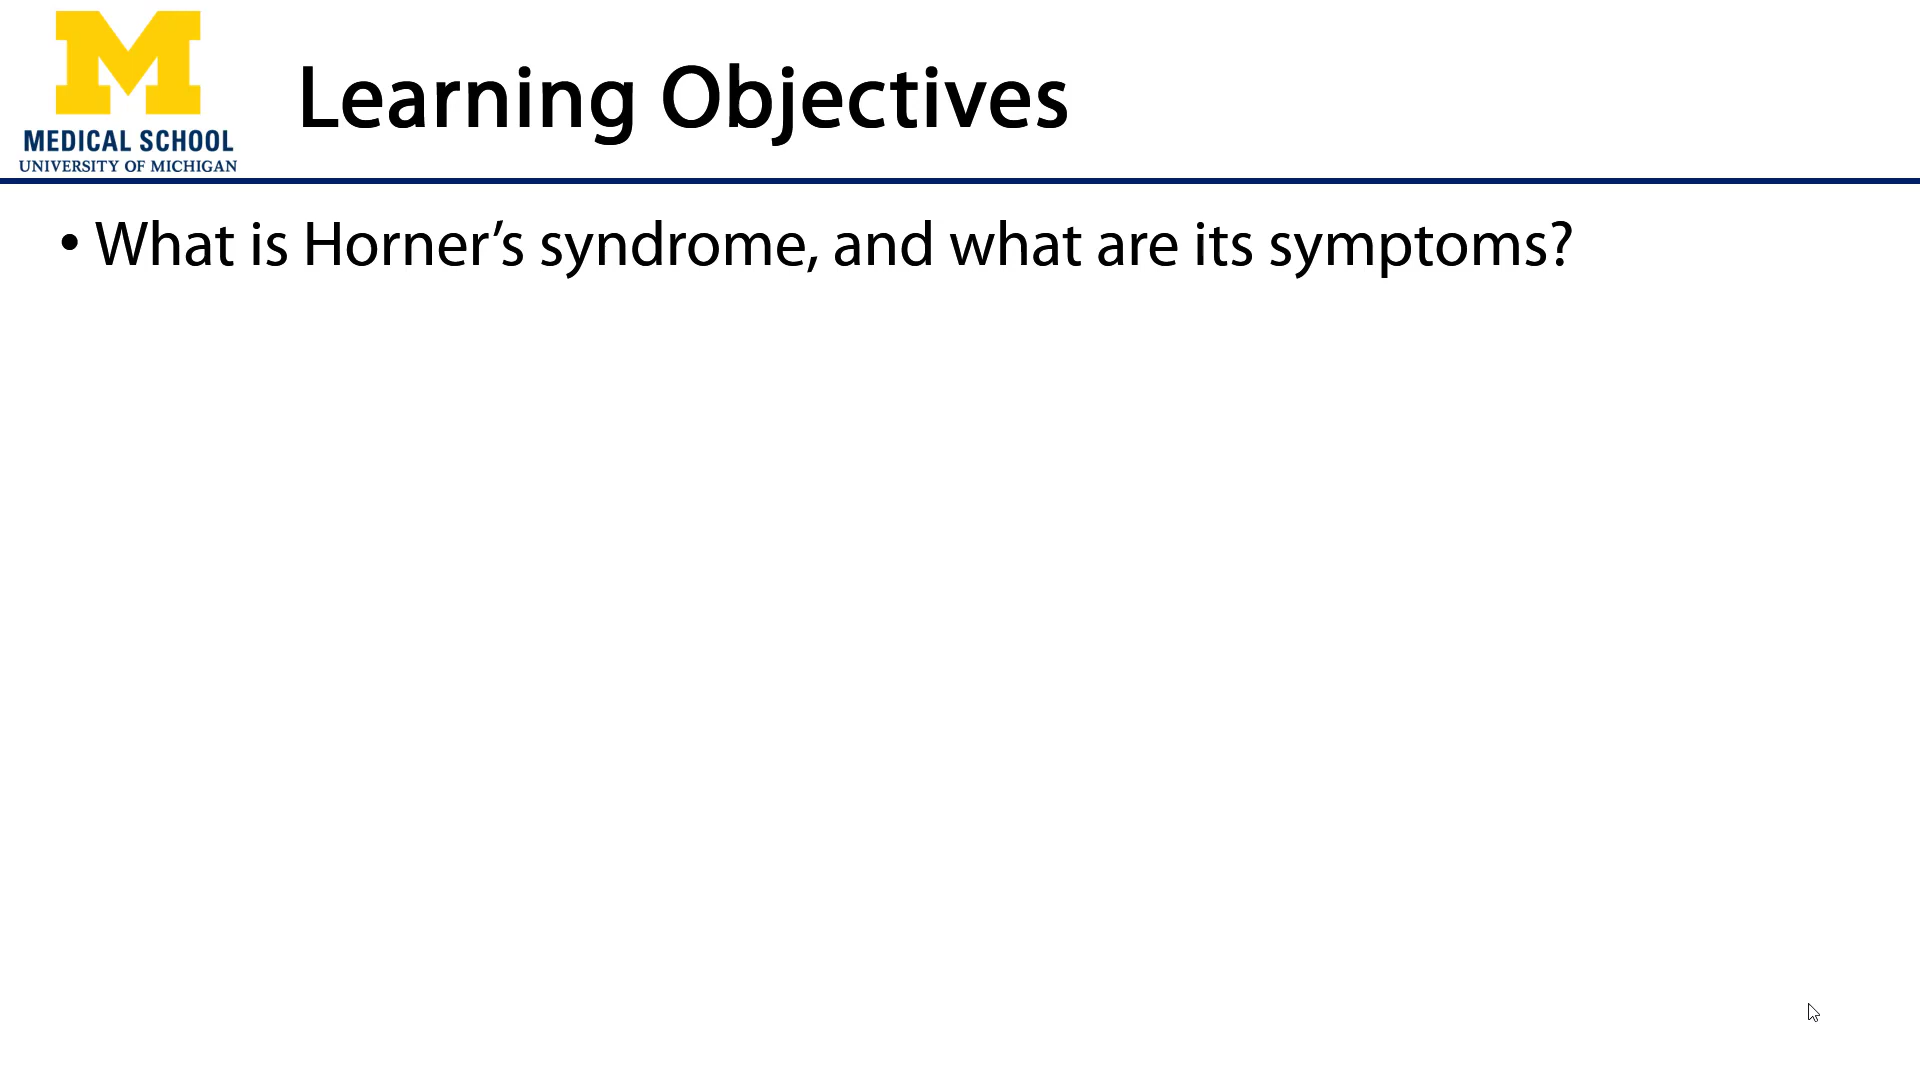 MEDICAL SCHOOL
UNIVERSITY OF MICHIGAN
Learning Objectives
• What is Horner’s syndrome, and what are its symptoms?